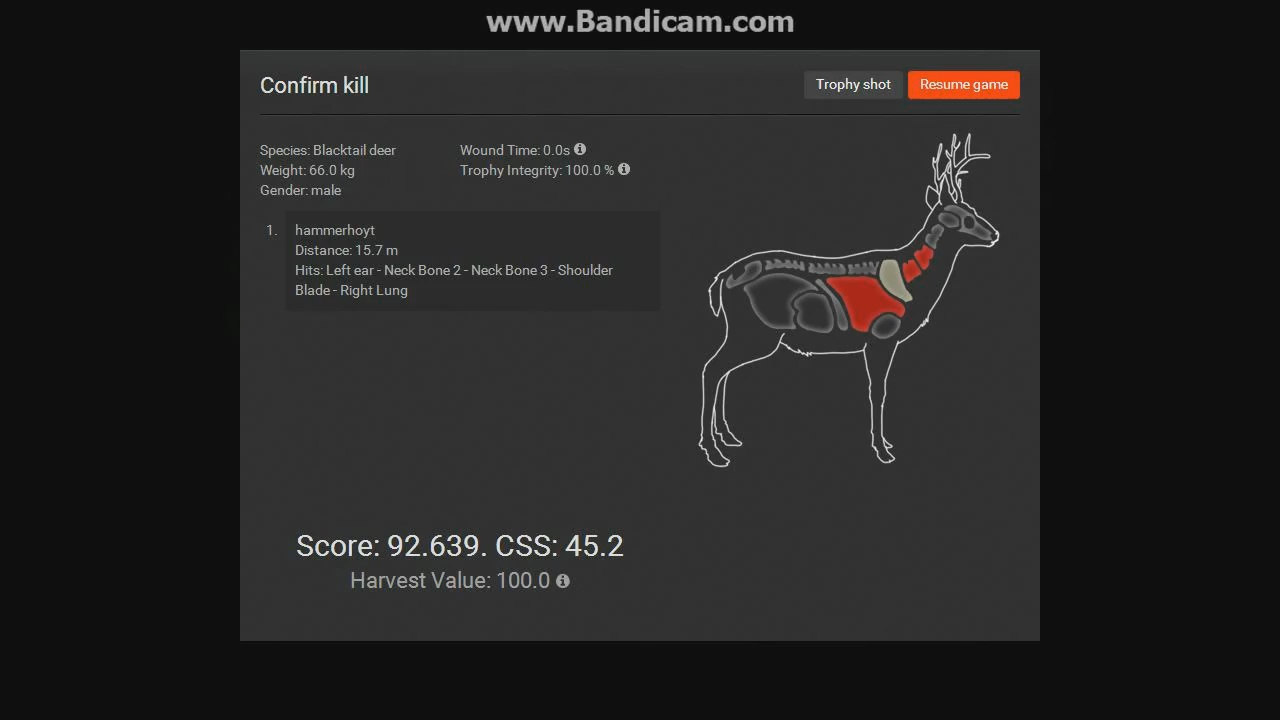 www.Bandicam.com
Confirm kill
Trophy shot
Resume game
Species: Blacktail deer
Weight: 66.0 kg
Gender: male
Wound Time: 0.0s
Trophy Integrity: 100.0 %
1. hammerhoyt
Distance: 15.7 m
Hits: Left ear - Neck Bone 2 - Neck Bone 3 - Shoulder
Blade - Right Lung
Score: 92.639. CSS: 45.2
Harvest Value: 100.0